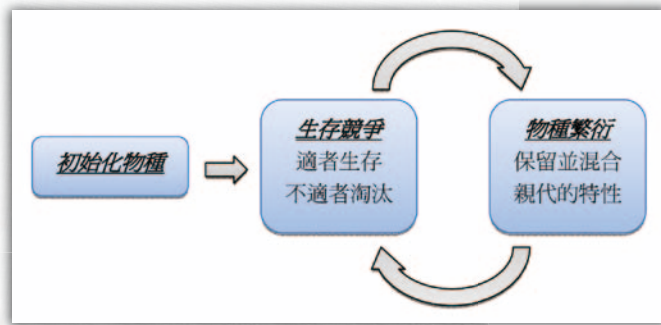 初始化物種
生存競爭
適者生存
不適者淘汰
物種繁衍
保留並混合
親代的特性